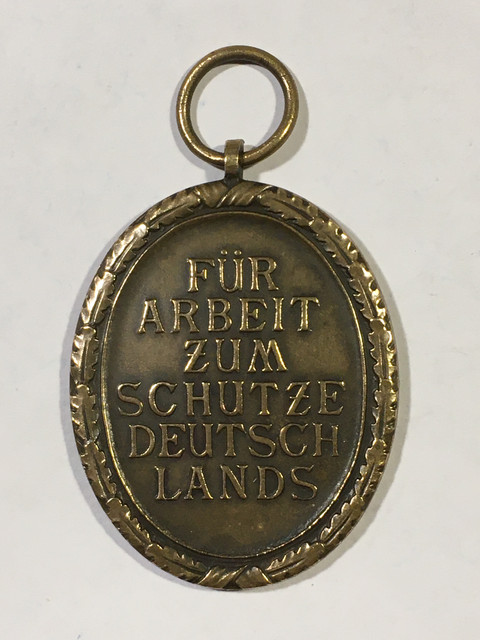 FÜR
ARBEIT
ZUM
SCHUTZE
DEUTSCH
LANDS